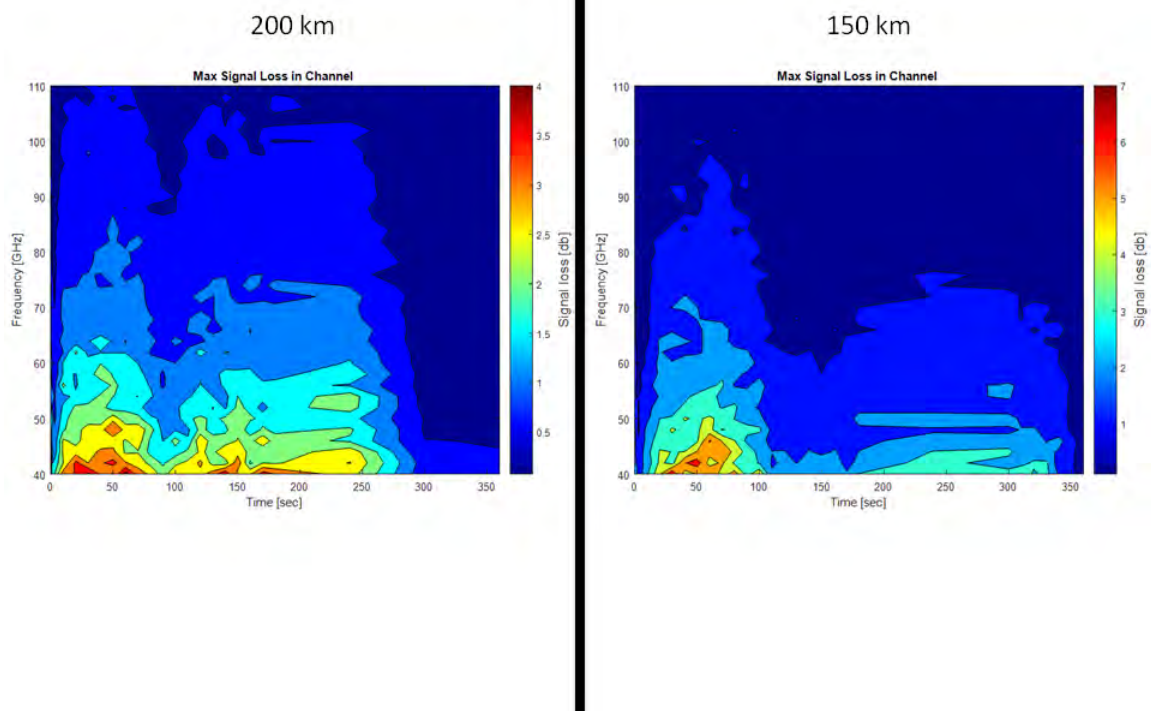 200 km
Max Signal Loss in Channel
110
100
90
80
70
60
50
40
Frequency [GHz]
0 50 100 150 200 250 300 350
Time [sec]
4
3.5
3
2.5
2
1.5
1
0.5
Signal loss [db]
150 km
Max Signal Loss in Channel
110
100
90
80
70
60
50
40
Frequency [GHz]
0 50 100 150 200 250 300 350
Time [sec]
7
6
5
4
3
2
1
Signal loss [db]